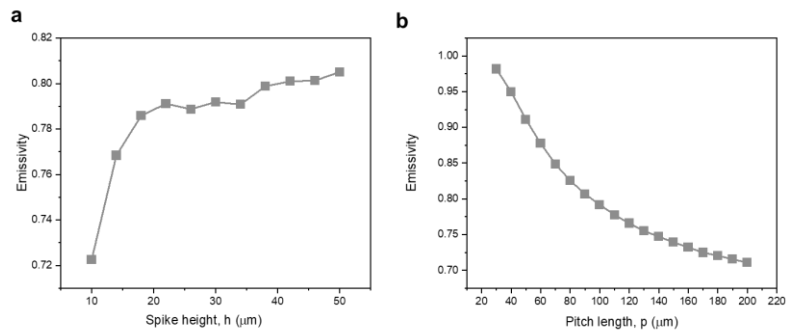 a
0.82
0.80
0.78
0.76
0.74
0.72
Emissivity
10 20 30 40 50
Spike height, h (μm)
b
1.00
0.95
0.90
0.85
0.80
0.75
0.70
Emissivity
20 40 60 80 100 120 140 160 180 200 220
Pitch length, p (μm)